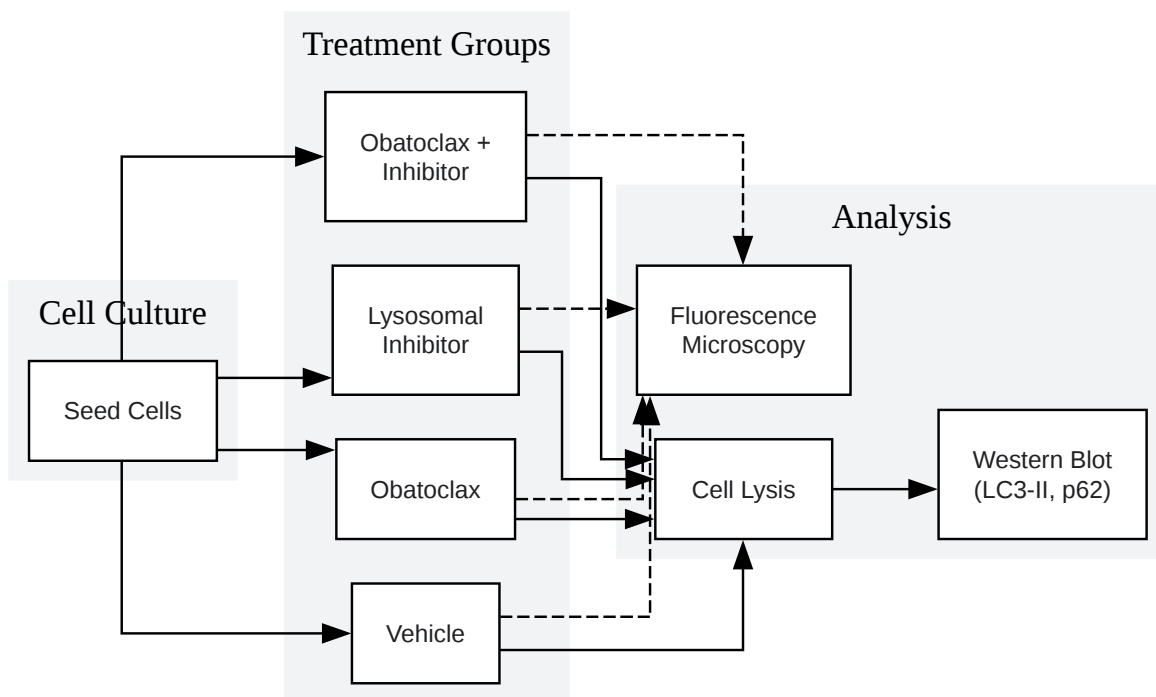 Treatment Groups
Obatoclax +
Inhibitor
Analysis
Cell Culture
Lysosomal
Inhibitor
Fluorescence
Microscopy
Seed Cells
Obatoclax
Cell Lysis
Western Blot
(LC3-II, p62)
Vehicle